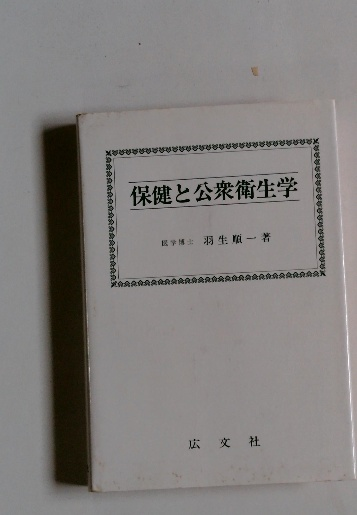 保健と公衆衛生学
医学博士 羽生順一著
広文社